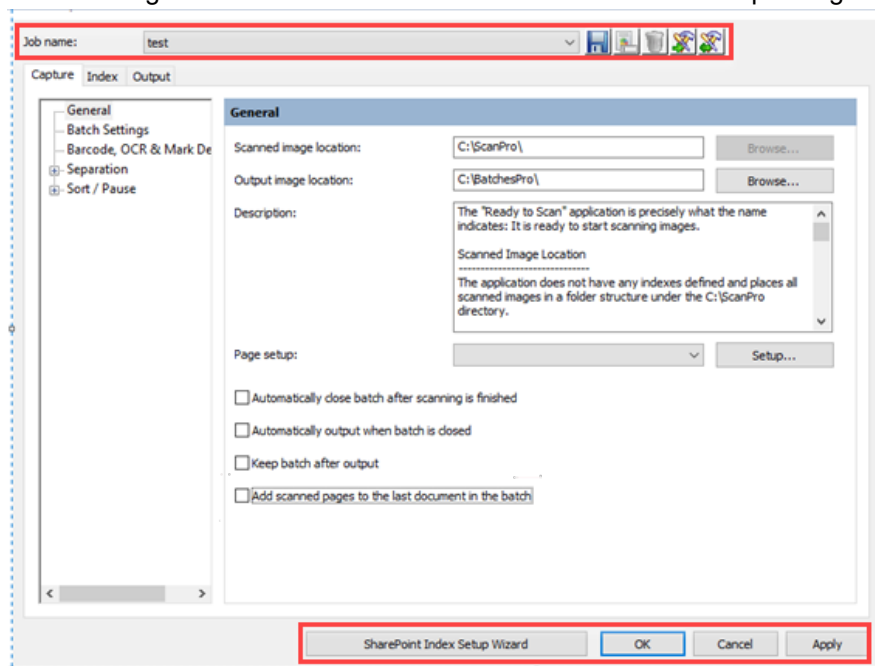 Job name: test
Capture Index Output
General
Batch Settings
Barcode, OCR & Mark De
Separation
Sort / Pause
General
Scanned image location: C:\ScanPro\ Browse...
Output image location: C:\BatchesPro\ Browse...
Description: The "Ready to Scan" application is precisely what the name
indicates: It is ready to start scanning images.
Scanned Image Location
------------------------------
The application does not have any indexes defined and places all
scanned images in a folder structure under the C:\ScanPro
directory.
Page setup: Setup...
Automatically close batch after scanning is finished
Automatically output when batch is closed
Keep batch after output
Add scanned pages to the last document in the batch
SharePoint Index Setup Wizard OK Cancel Apply